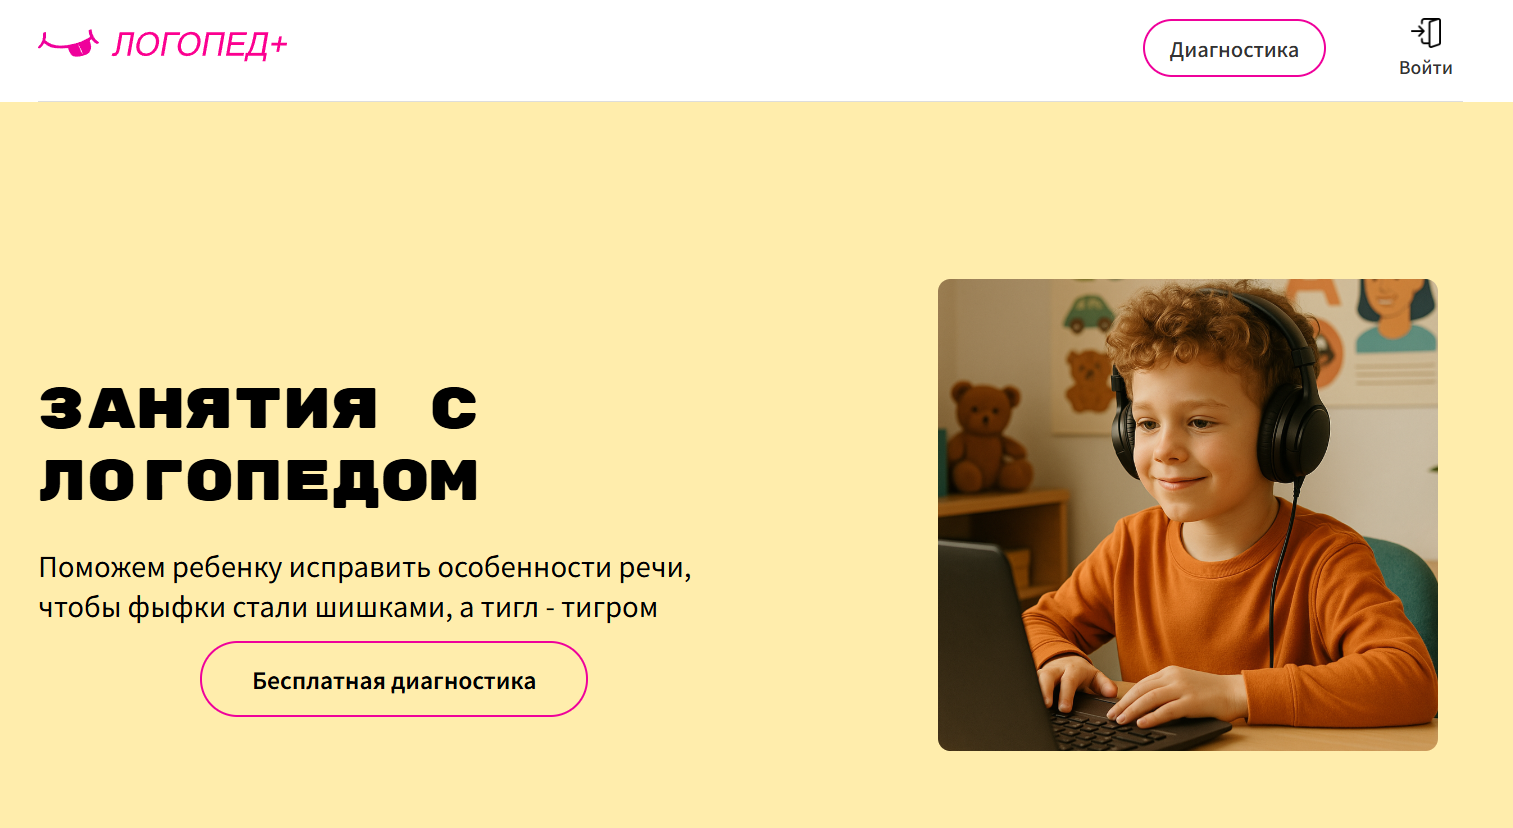 ЛОГОПЕД+
Диагностика
Войти
ЗАНЯТИЯ С
ЛОГОПЕДОМ
Поможем ребенку исправить особенности речи,
чтобы фыфки стали шишками, а тигл - тигром
Бесплатная диагностика